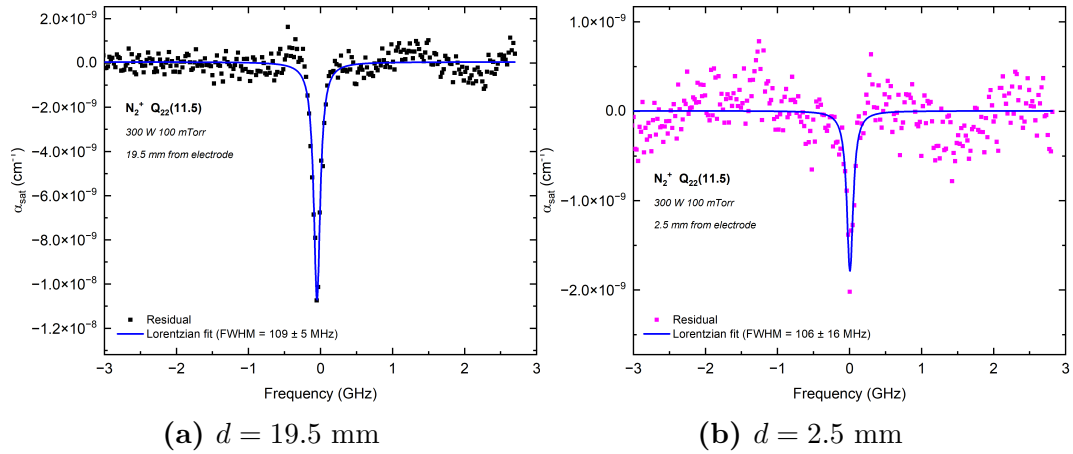 2.0×10⁻⁹
0.0
-2.0×10⁻⁹
-4.0×10⁻⁹
-6.0×10⁻⁹
-8.0×10⁻⁹
-1.0×10⁻⁸
-1.2×10⁻⁸
α_sat (cm⁻¹)
N₂⁺ Q₂₂(11.5)
300 W 100 mTorr
19.5 mm from electrode
Residual
Lorentzian fit (FWHM = 109 ± 5 MHz)
−3 −2 −1 0 1 2 3
Frequency (GHz)
(a) d = 19.5 mm
1.0×10⁻⁹
0.0
-1.0×10⁻⁹
-2.0×10⁻⁹
α_sat (cm⁻¹)
N₂⁺ Q₂₂(11.5)
300 W 100 mTorr
2.5 mm from electrode
Residual
Lorentzian fit (FWHM = 106 ± 16 MHz)
−3 −2 −1 0 1 2 3
Frequency (GHz)
(b) d = 2.5 mm